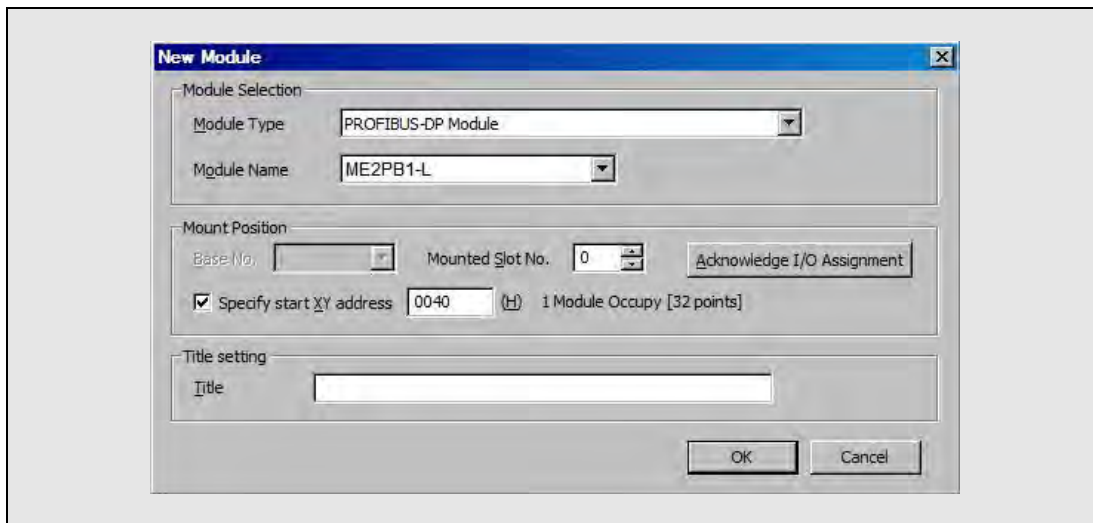 New Module
Module Selection
Module Type PROFIBUS-DP Module
Module Name ME2PB1-L
Mount Position
Base No. Mounted Slot No. 0 Acknowledge I/O Assignment
Specify start XY address 0040 (H) 1 Module Occupy [32 points]
Title setting
Title
OK Cancel